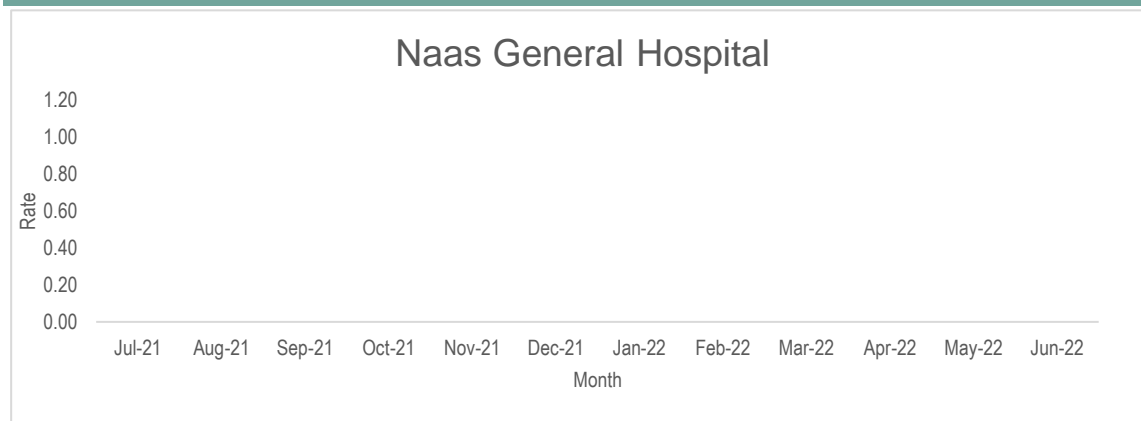 Naas General Hospital
1.20
1.00
0.80
0.60
0.40
0.20
0.00
Rate
Jul-21 Aug-21 Sep-21 Oct-21 Nov-21 Dec-21 Jan-22 Feb-22 Mar-22 Apr-22 May-22 Jun-22
Month